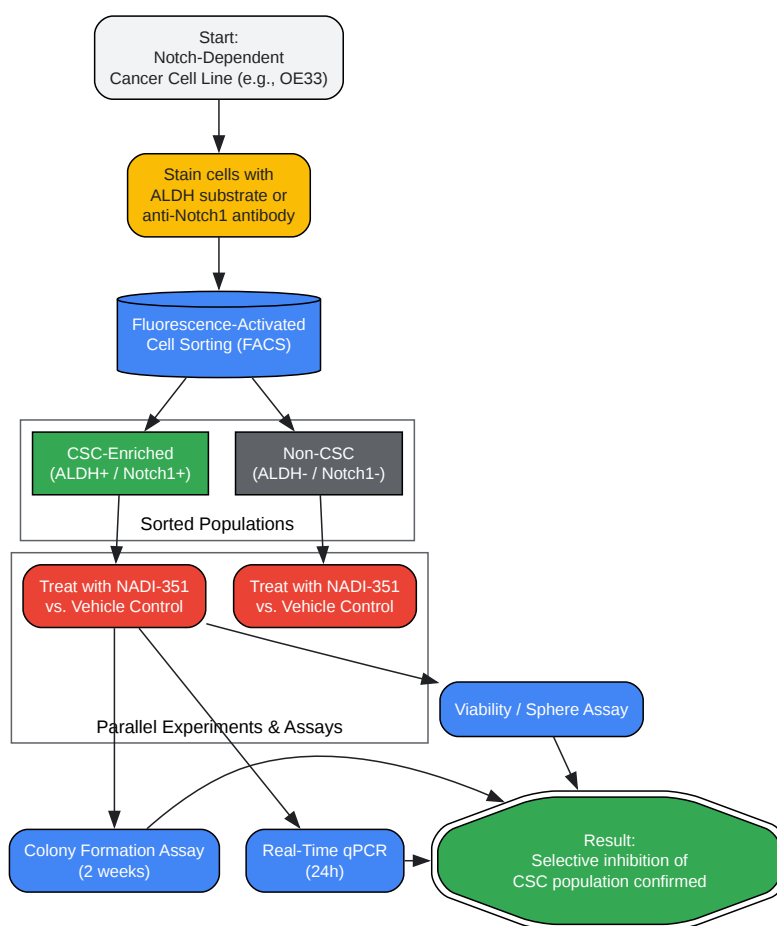 Start:
Notch-Dependent
Cancer Cell Line (e.g., OE33)
Stain cells with
ALDH substrate or
anti-Notch1 antibody
Fluorescence-Activated
Cell Sorting (FACS)
CSC-Enriched
(ALDH+ / Notch1+)
Non-CSC
(ALDH- / Notch1-)
Sorted Populations
Treat with NADI-351
vs. Vehicle Control
Treat with NADI-351
vs. Vehicle Control
Parallel Experiments & Assays
Viability / Sphere Assay
Colony Formation Assay
(2 weeks)
Real-Time qPCR
(24h)
Result:
Selective inhibition of
CSC population confirmed